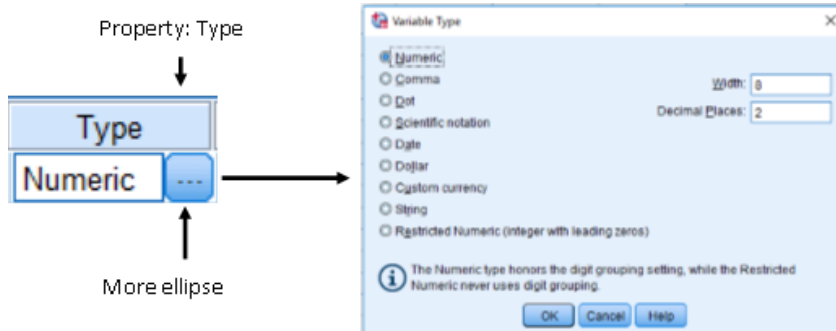 Property: Type
Type
Numeric ...
More ellipse
Variable Type
Numeric
Comma
Dot
Scientific notation
Date
Dollar
Custom currency
String
Restricted Numeric (integer with leading zeros)
Width: 8
Decimal Places: 2
The Numeric type honors the digit grouping setting, while the Restricted
Numeric never uses digit grouping.
OK Cancel Help